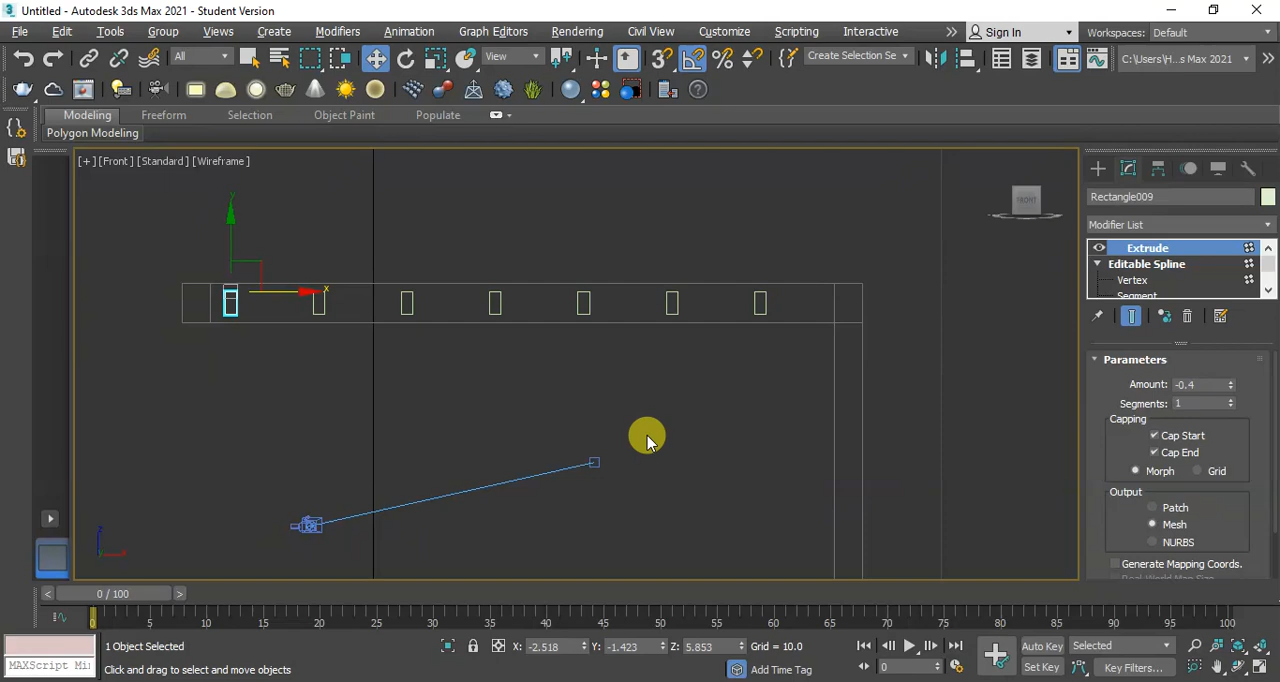 Untitled - Autodesk 3ds Max 2021 - Student Version
File Edit Tools Group Views Create Modifiers Animation Graph Editors Rendering Civil View Customize Scripting Interactive Sign In Workspaces: Default
All View Create Selection Se C:\Users\H...s Max 2021
Modeling Freeform Selection Object Paint Populate
Polygon Modeling
[+] [Front] [Standard] [Wireframe]
FRONT
Rectangle009
Modifier List
Extrude
Editable Spline
Vertex
Segment
y
x
Parameters
Amount: -0.4
Segments: 1
Capping
Cap Start
Cap End
Morph Grid
Output
Patch
Mesh
NURBS
Generate Mapping Coords.
Real-World Map Size
z
0 / 100
0 5 10 15 20 25 30 35 40 45 50 55 60 65 70 75 80 85 90 95 100
1 Object Selected X: -2.518 Y: -1.423 Z: 5.853 Grid = 10.0 Auto Key Selected
MAXScript Mi Click and drag to select and move objects Add Time Tag 0 Set Key Key Filters...